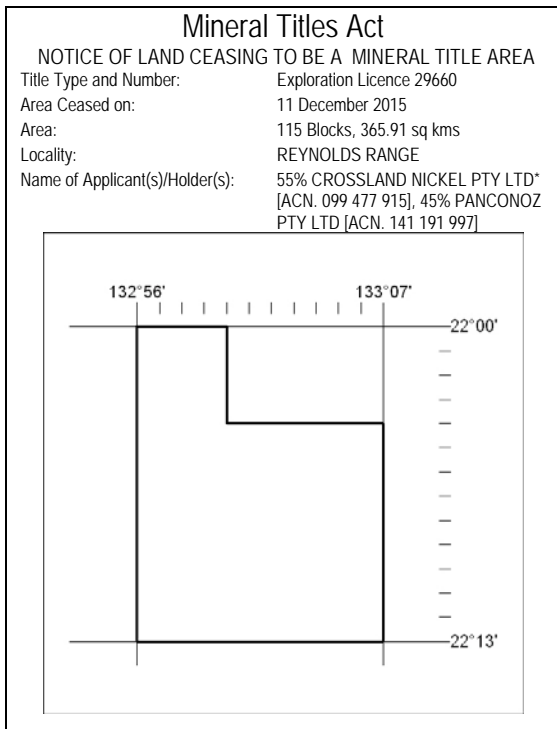 Mineral Titles Act
NOTICE OF LAND CEASING TO BE A MINERAL TITLE AREA
Title Type and Number: Exploration Licence 29660
Area Ceased on: 11 December 2015
Area: 115 Blocks, 365.91 sq kms
Locality: REYNOLDS RANGE
Name of Applicant(s)/Holder(s): 55% CROSSLAND NICKEL PTY LTD*
[ACN. 099 477 915], 45% PANCONOZ
PTY LTD [ACN. 141 191 997]
132°56' 133°07'
22°00'
22°13'